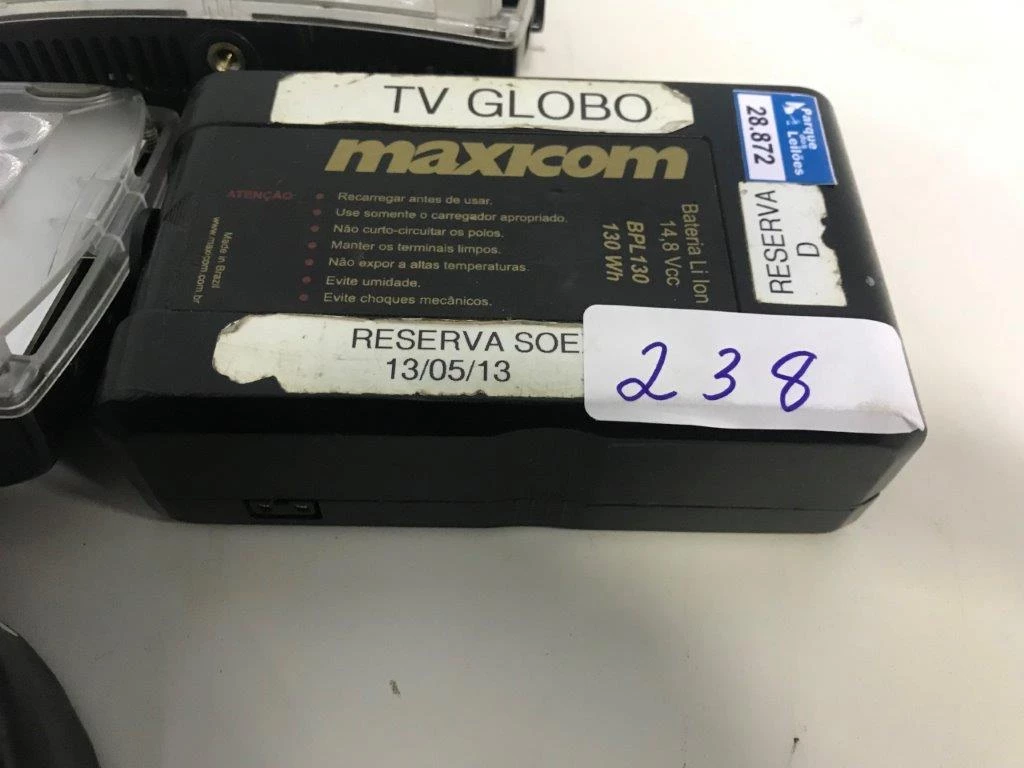 TV GLOBO
maxicom
ATENÇÃO
Recarregar antes de usar.
Use somente o carregador apropriado.
Não curto-circuitar os polos.
Manter os terminais limpos.
Não expor a altas temperaturas.
Evite umidade.
Evite choques mecânicos.
Made in Brazil
www.maxicom.com.br
Bateria Li Ion
14,8 Vcc
BPL130
130 Wh
Parque
dos
Leilões
28.872
RESERVA
D
RESERVA SOE
13/05/13
238